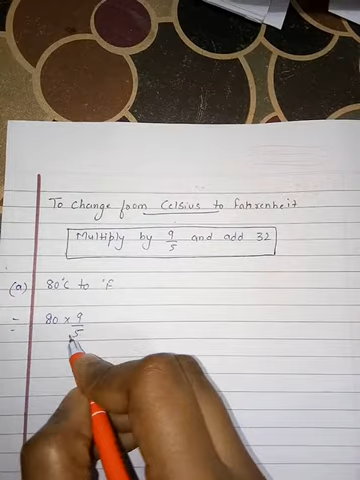 To Change from Celsius to Fahrenheit
Multiply by 9/5 and add 32
(a) 80°C to °F
= 80 × 9/5